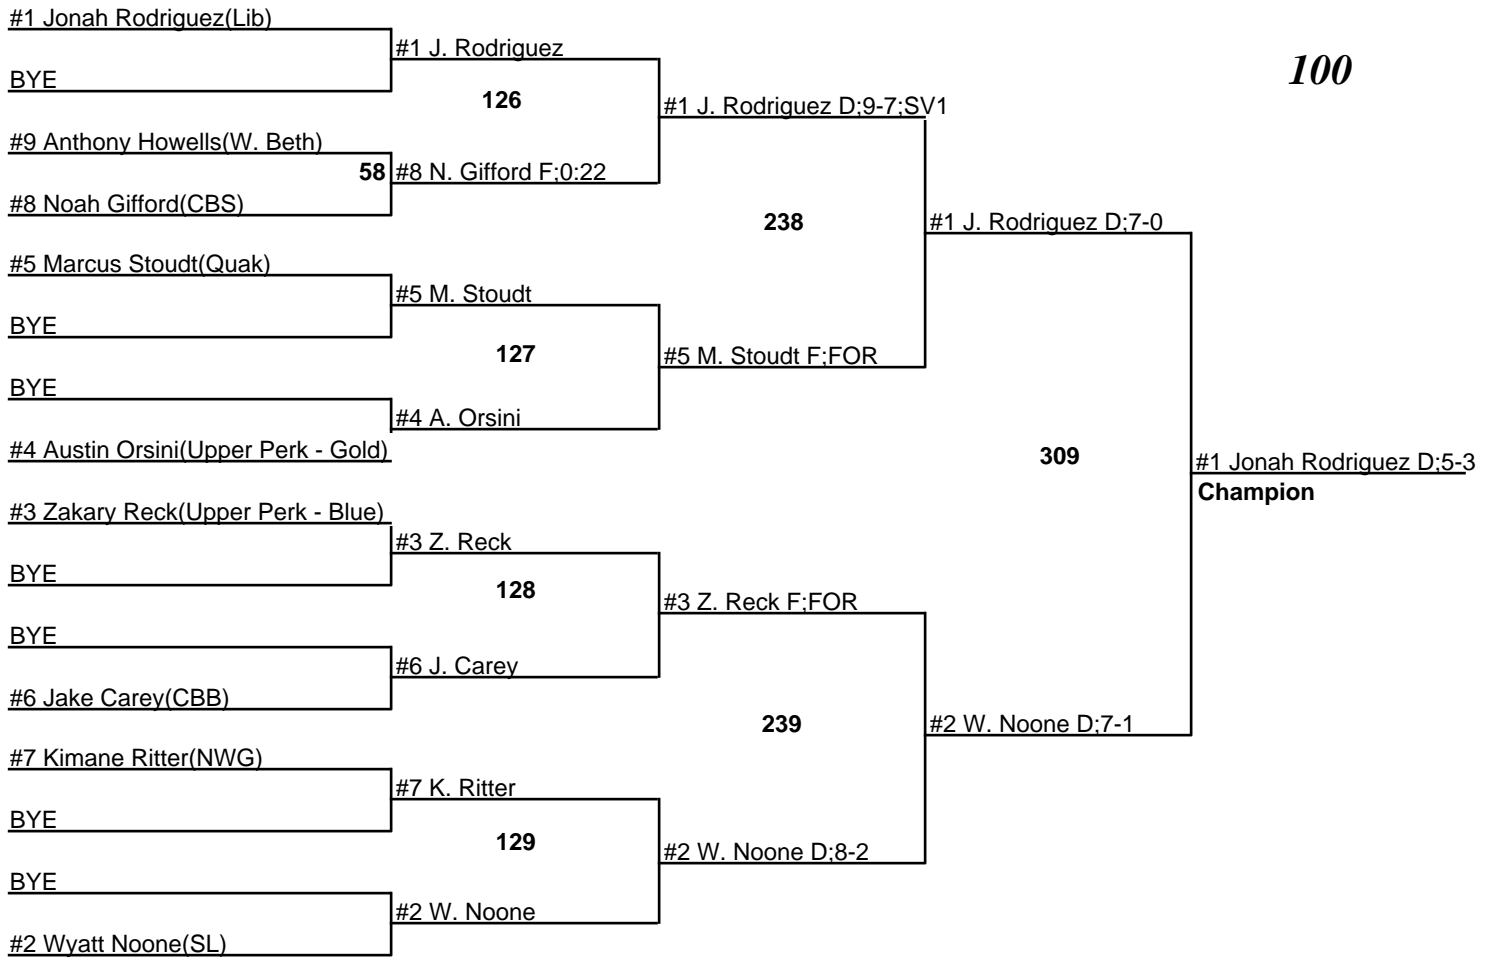 #1 Jonah Rodriguez(Lib)
BYE
#9 Anthony Howells(W. Beth)
#8 Noah Gifford(CBS)
#5 Marcus Stoudt(Quak)
BYE
BYE
#4 Austin Orsini(Upper Perk - Gold)
#3 Zakary Reck(Upper Perk - Blue)
BYE
BYE
#6 Jake Carey(CBB)
#7 Kimane Ritter(NWG)
BYE
BYE
#2 Wyatt Noone(SL)
58
#1 J. Rodriguez
126
#8 N. Gifford F;0:22
#5 M. Stoudt
127
#4 A. Orsini
#3 Z. Reck
128
#6 J. Carey
#7 K. Ritter
129
#2 W. Noone
#1 J. Rodriguez D;9-7;SV1
238
#5 M. Stoudt F;FOR
#3 Z. Reck F;FOR
239
#2 W. Noone D;8-2
#1 J. Rodriguez D;7-0
309
#2 W. Noone D;7-1
100
#1 Jonah Rodriguez D;5-3
Champion